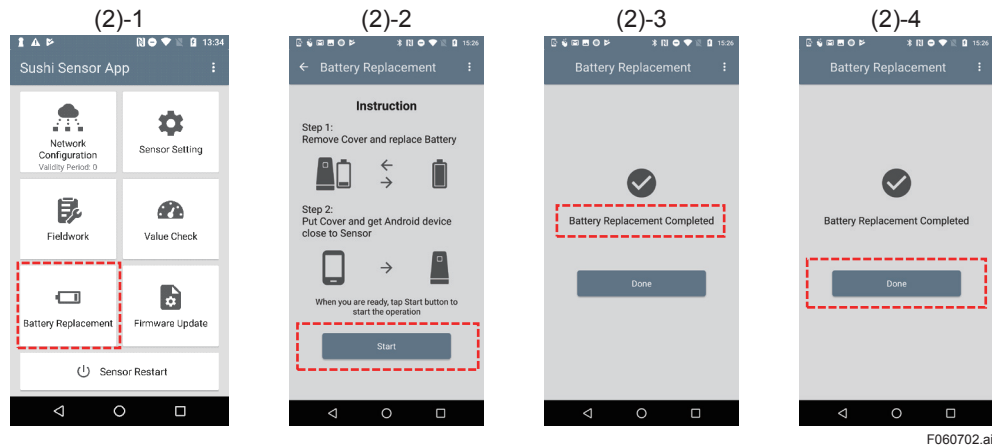 (2)-1
13:34
Sushi Sensor App
Network
Configuration
Validity Period: 0
Sensor Setting
Fieldwork
Value Check
Battery Replacement
Firmware Update
Sensor Restart
(2)-2
15:26
Battery Replacement
Instruction
Step 1:
Remove Cover and replace Battery
Step 2:
Put Cover and get Android device
close to Sensor
When you are ready, tap Start button to
start the operation
Start
(2)-3
15:26
Battery Replacement
Battery Replacement Completed
Done
(2)-4
15:26
Battery Replacement
Battery Replacement Completed
Done
F060702.ai